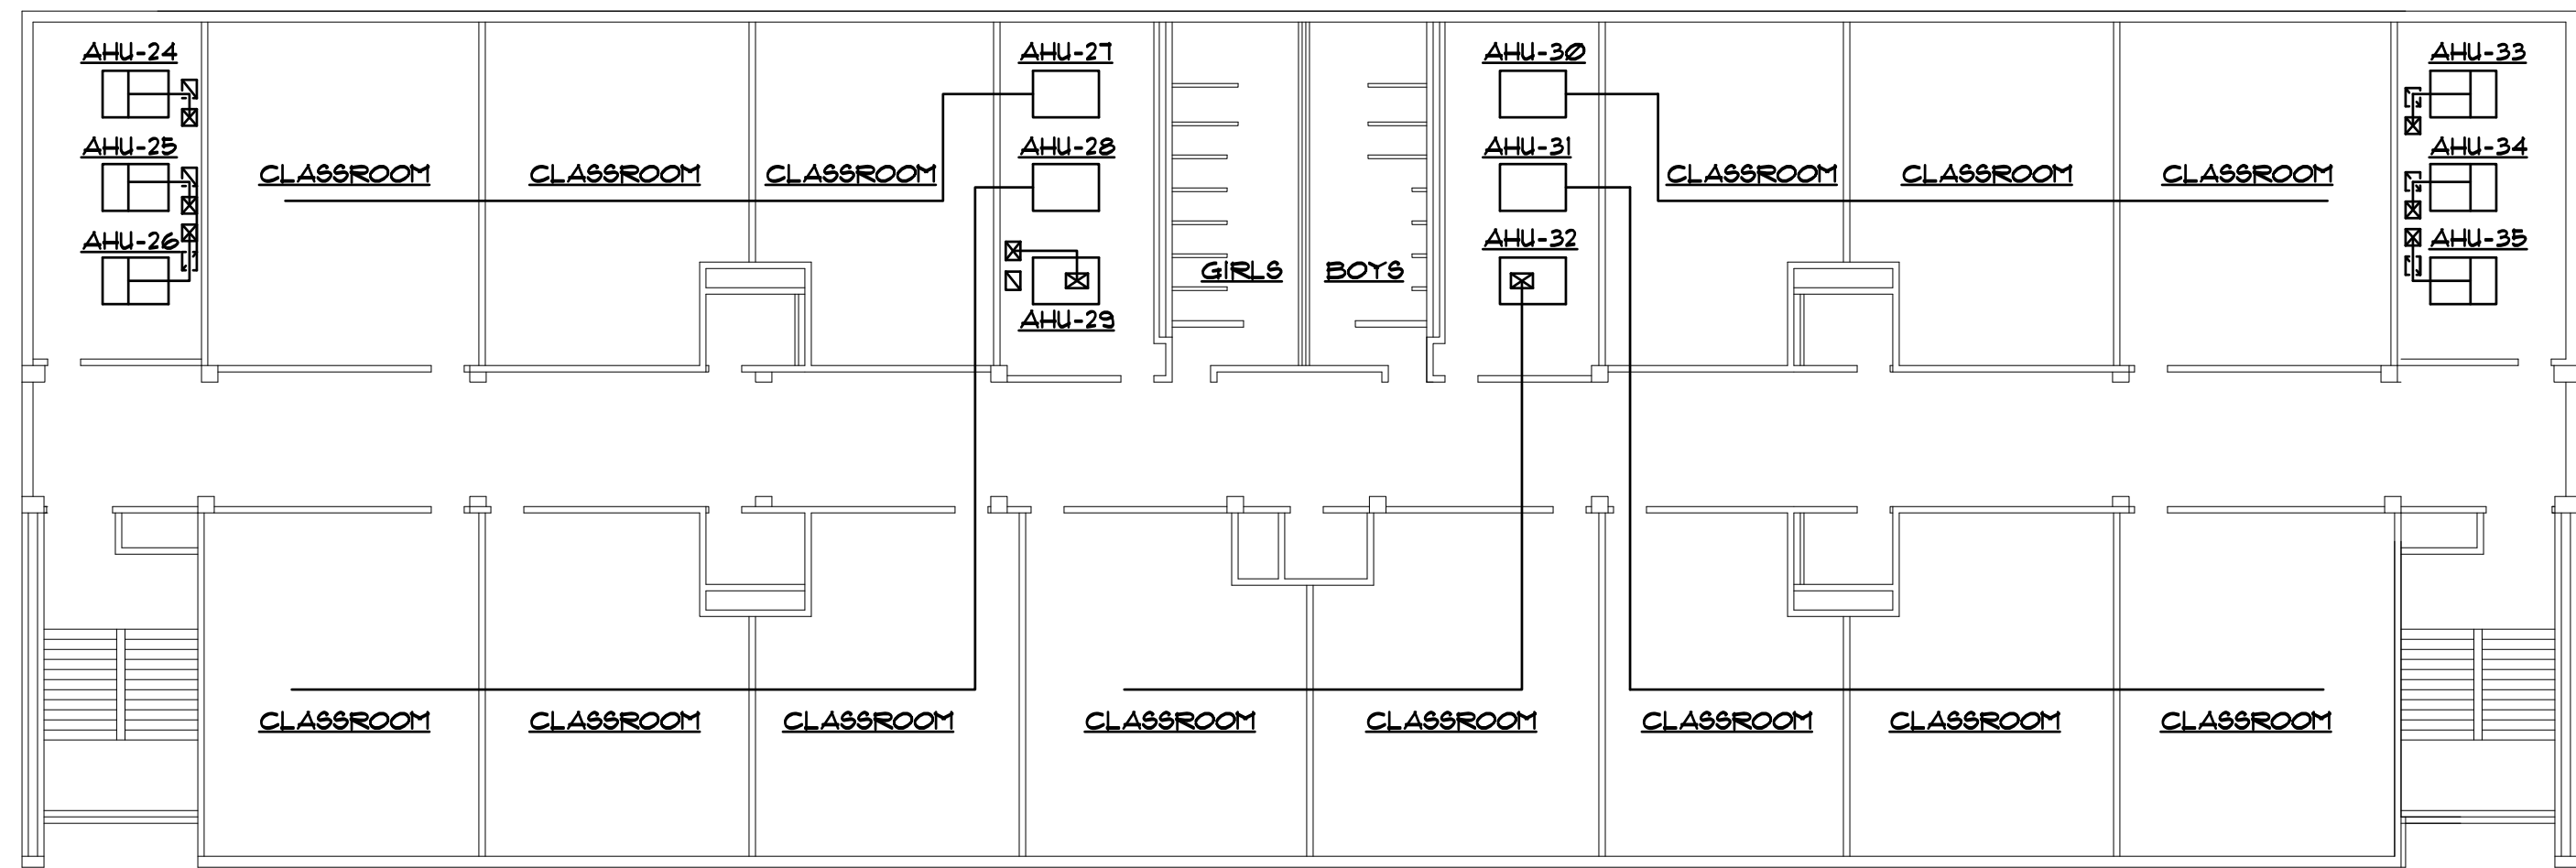 AHU-24
AHU-27
AHU-30
AHU-33
AHU-25
AHU-28
AHU-31
AHU-34
CLASSROOM
CLASSROOM
CLASSROOM
CLASSROOM
CLASSROOM
CLASSROOM
AHU-26
AHU-32
AHU-35
GIRLS
BOYS
AHU-29
CLASSROOM
CLASSROOM
CLASSROOM
CLASSROOM
CLASSROOM
CLASSROOM
CLASSROOM
CLASSROOM